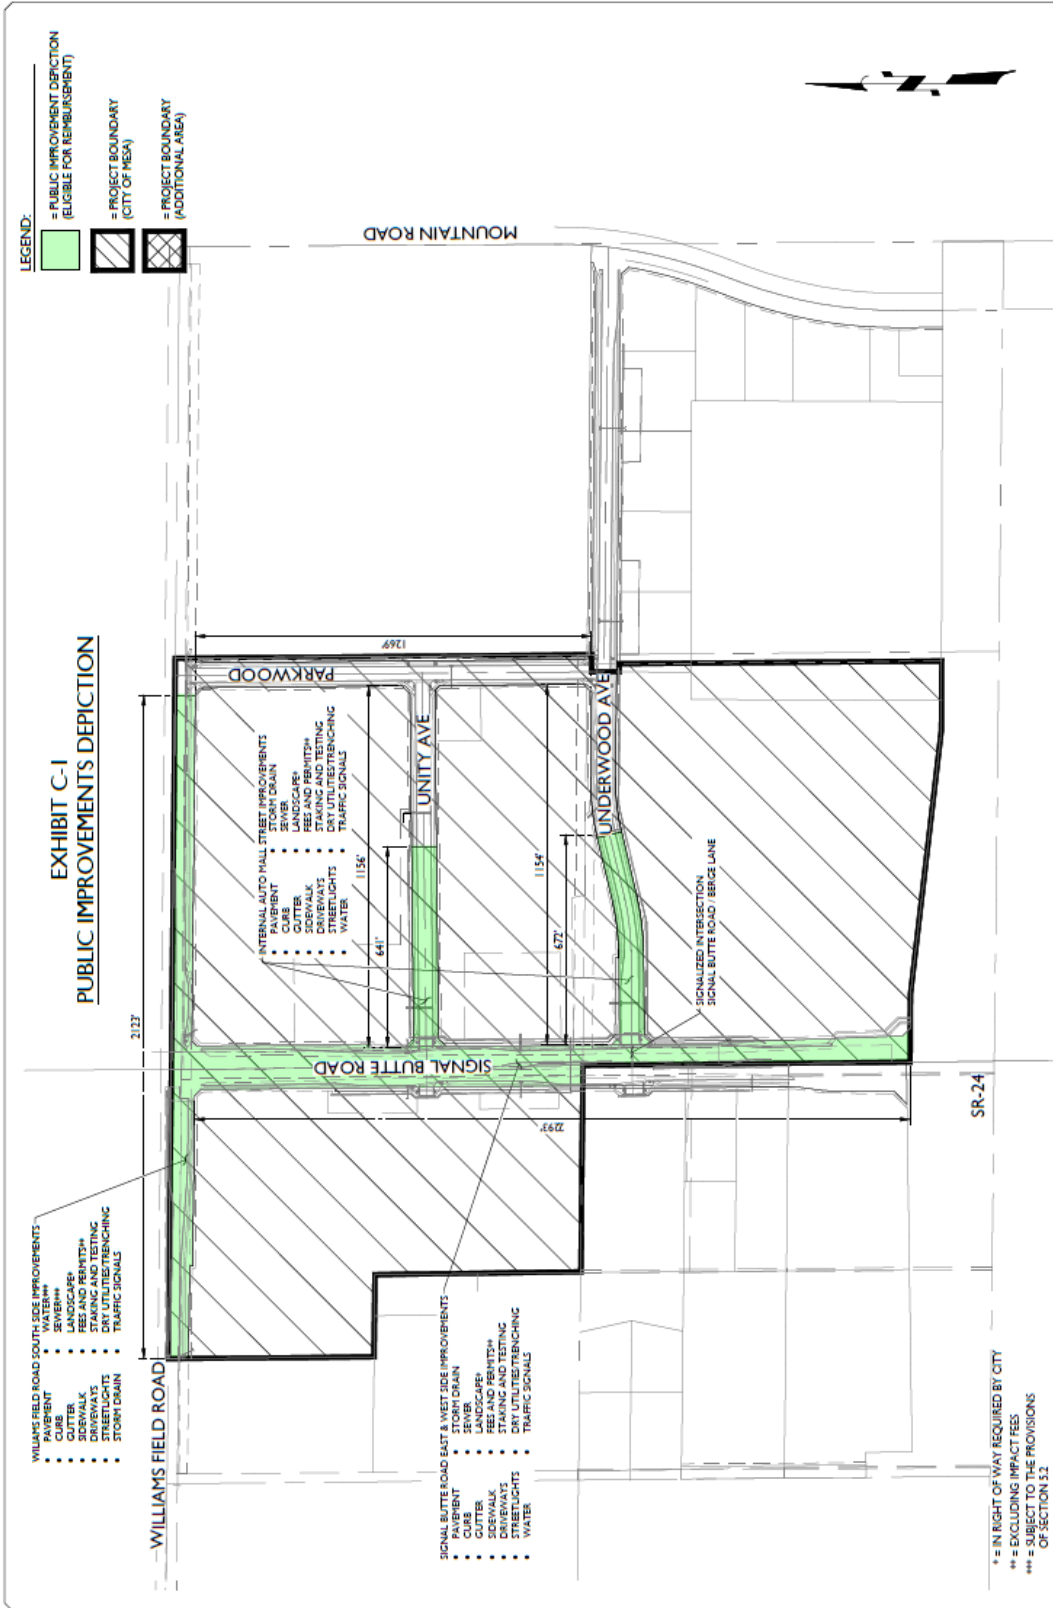 EXHIBIT C-1
PUBLIC IMPROVEMENTS DEPICTION
LEGEND:
= PUBLIC IMPROVEMENT DEPICTION
(ELIGIBLE FOR REIMBURSEMENT)
= PROJECT BOUNDARY
(CITY OF MESA)
= PROJECT BOUNDARY
(ADDITIONAL AREA)
WILIAMS FIELD ROAD SOUTH SIDE IMPROVEMENTS
• PAVEMENT • WATER***
• CURB • SEWER***
• GUTTER • LANDSCAPE*
• SIDEWALK • FEES AND PERMITS**
• DRIVEWAYS • STAKING AND TESTING
• STREETLIGHTS • DRY UTILITIES/TRENCHING
• STORM DRAIN • TRAFFIC SIGNALS
2123'
WILLIAMS FIELD ROAD
INTERNAL AUTO MALL STREET IMPROVEMENTS
• PAVEMENT • STORM DRAIN
• CURB • SEWER
• GUTTER • LANDSCAPE*
• SIDEWALK • FEES AND PERMITS**
• DRIVEWAYS • STAKING AND TESTING
• STREETLIGHTS • DRY UTILITIES/TRENCHING
• WATER • TRAFFIC SIGNALS
PARKWOOD
1269'
MOUNTAIN ROAD
1156'
641'
UNITY AVE
SIGNAL BUTTE ROAD
SIGNAL BUTTE ROAD EAST & WEST SIDE IMPROVEMENTS
• PAVEMENT • STORM DRAIN
• CURB • SEWER
• GUTTER • LANDSCAPE*
• SIDEWALK • FEES AND PERMITS**
• DRIVEWAYS • STAKING AND TESTING
• STREETLIGHTS • DRY UTILITIES/TRENCHING
• WATER • TRAFFIC SIGNALS
1154'
672'
UNDERWOOD AVE
SIGNALIZED INTERSECTION
SIGNAL BUTTE ROAD / BERGE LANE
SR-24
* = IN RIGHT OF WAY REQUIRED BY CITY
** = EXCLUDING IMPACT FEES
*** = SUBJECT TO THE PROVISIONS
OF SECTION 5.2